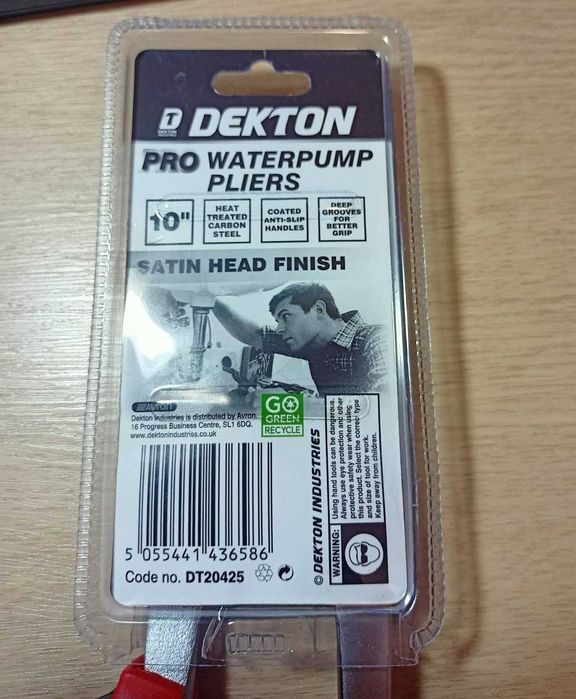 T
DEKTON
INDUSTRIES
DEKTON
PRO WATERPUMP
PLIERS
10"
HEAT
TREATED
CARBON
STEEL
COATED
ANTI-SLIP
HANDLES
DEEP
GROOVES
FOR
BETTER
GRIP
SATIN HEAD FINISH
AVRON
Dekton Industries is distributed by Avron.
16 Progress Business Centre, SL1 6DQ.
www.dektonindustries.co.uk
GO
GREEN
RECYCLE
5 055441 436586
Code no. DT20425
© DEKTON INDUSTRIES
WARNING:
Using hand tools can be dangerous.
Always use eye protection and other
protective safety wear when using
this product. Select the correct type
and size of tool for work.
Keep away from children.